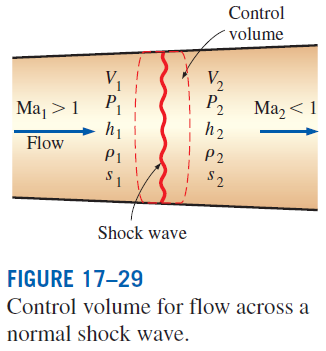 Control
volume
V1 V2
Ma1 > 1 P1 P2 Ma2 < 1
Flow h1 h2
ρ1 ρ2
s1 s2
Shock wave
FIGURE 17–29
Control volume for flow across a
normal shock wave.